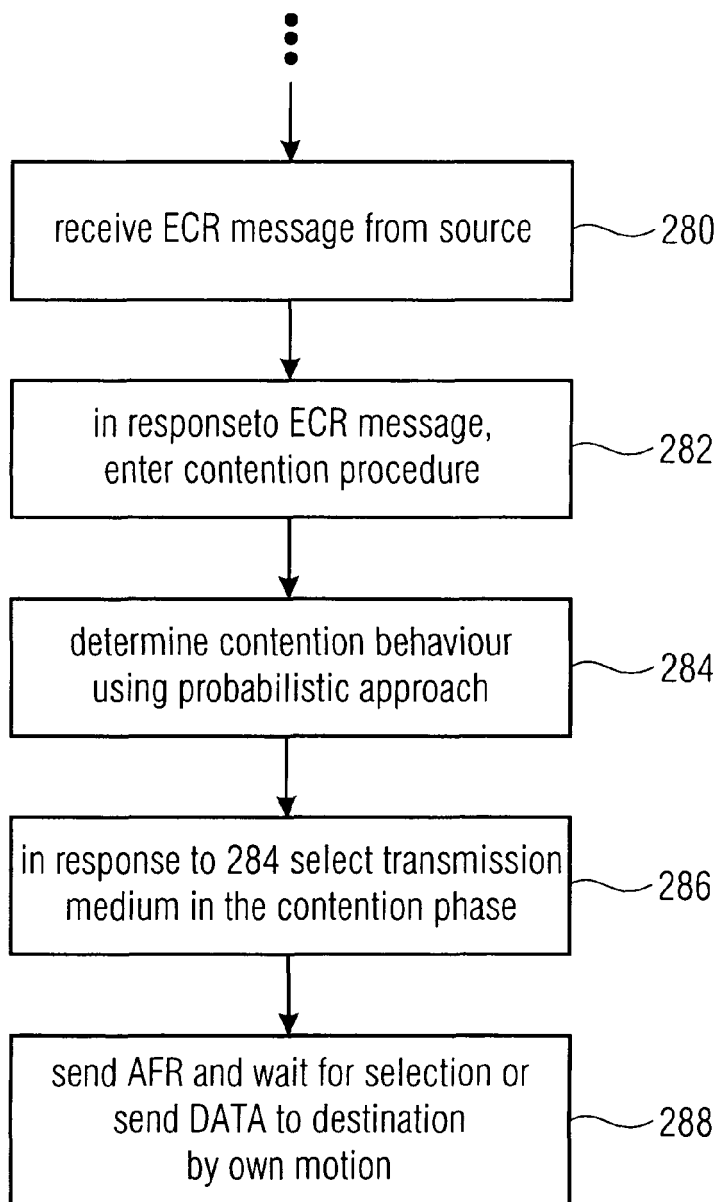 receive ECR message from source
280
in responseto ECR message,
enter contention procedure
282
determine contention behaviour
using probabilistic approach
284
in response to 284 select transmission
medium in the contention phase
286
send AFR and wait for selection or
send DATA to destination
by own motion
288